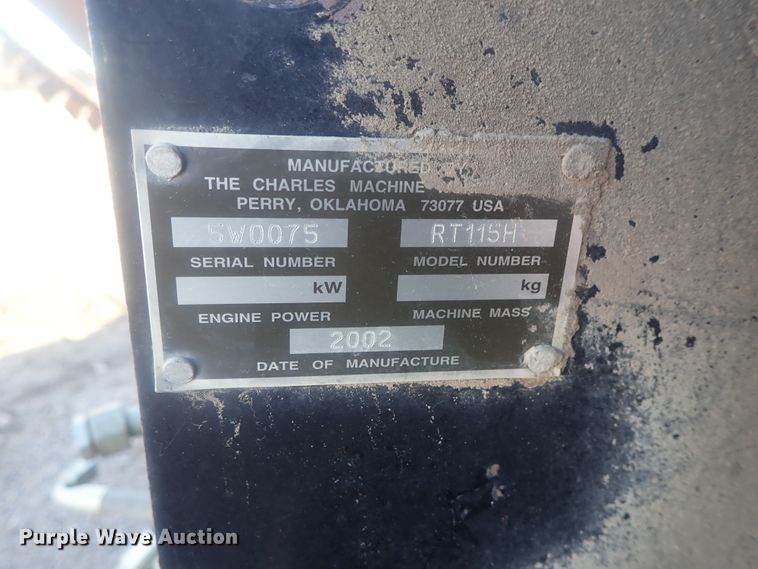 MANUFACTURED
THE CHARLES MACHINE
PERRY, OKLAHOMA 73077 USA
5W0075 RT115H
SERIAL NUMBER MODEL NUMBER
kW kg
ENGINE POWER MACHINE MASS
2002
DATE OF MANUFACTURE
Purple Wave Auction®